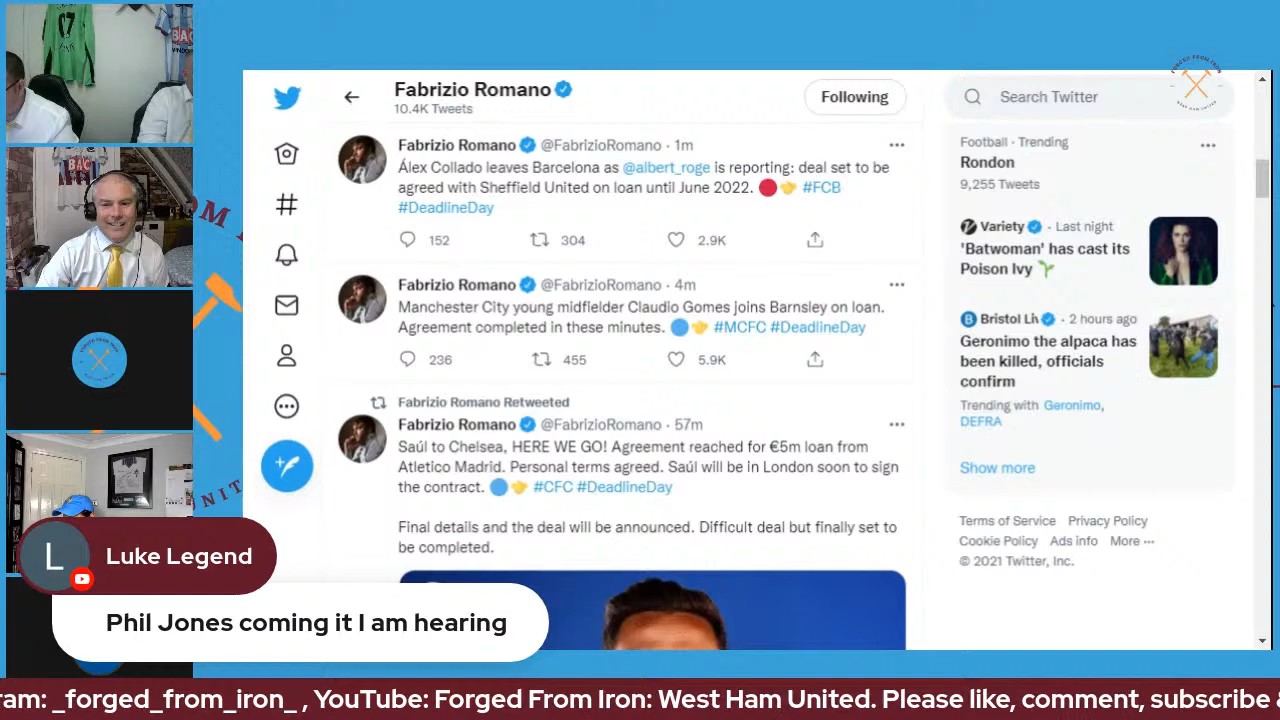 Fabrizio Romano
10.4K Tweets
Following
Search Twitter
Fabrizio Romano @FabrizioRomano · 1m
Álex Collado leaves Barcelona as @albert_roge is reporting: deal set to be
agreed with Sheffield United on loan until June 2022. 🔴👉 #FCB
#DeadlineDay
152 304 2.9K
Fabrizio Romano @FabrizioRomano · 4m
Manchester City young midfielder Claudio Gomes joins Barnsley on loan.
Agreement completed in these minutes. 🔵👉 #MCFC #DeadlineDay
236 455 5.9K
Fabrizio Romano Retweeted
Fabrizio Romano @FabrizioRomano · 57m
Saúl to Chelsea, HERE WE GO! Agreement reached for €5m loan from
Atletico Madrid. Personal terms agreed. Saúl will be in London soon to sign
the contract. 🔵👉 #CFC #DeadlineDay
Final details and the deal will be announced. Difficult deal but finally set to
be completed.
Football · Trending
Rondon
9,255 Tweets
Variety · Last night
'Batwoman' has cast its
Poison Ivy
Bristol Liv · 2 hours ago
Geronimo the alpaca has
been killed, officials
confirm
Trending with Geronimo,
DEFRA
Show more
Terms of Service Privacy Policy
Cookie Policy Ads info More ···
© 2021 Twitter, Inc.
FORGED FROM IRON
WEST HAM UNITED
07
L
Luke Legend
Phil Jones coming it I am hearing
ram: _forged_from_iron_ , YouTube: Forged From Iron: West Ham United. Please like, comment, subscribe &